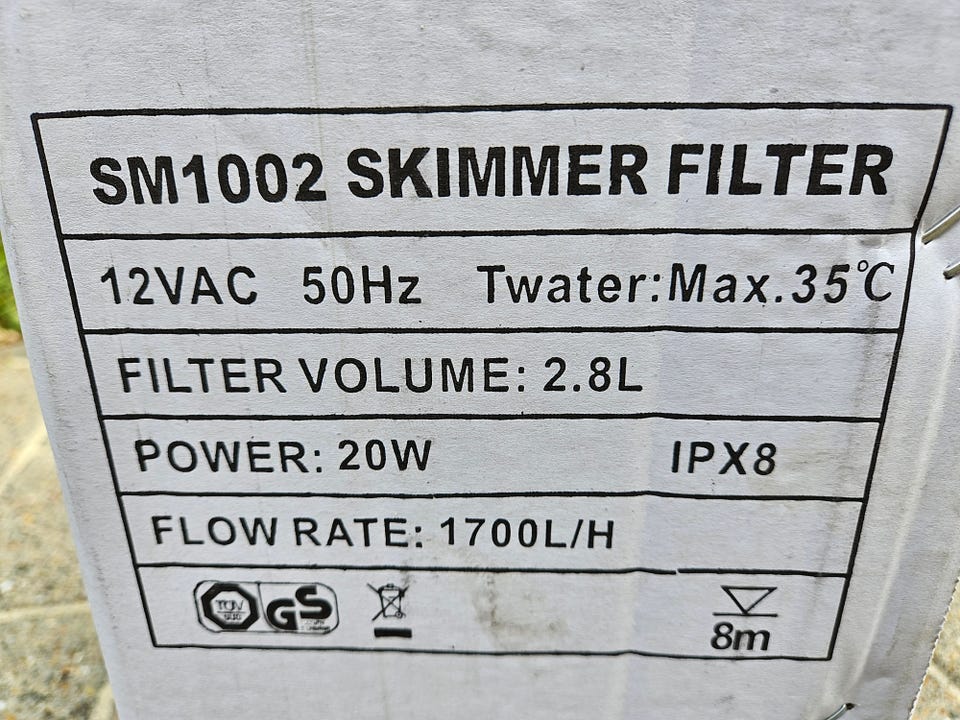 SM1002 SKIMMER FILTER
12VAC 50Hz Twater:Max.35℃
FILTER VOLUME: 2.8L
POWER: 20W IPX8
FLOW RATE: 1700L/H
TÜV GS 8m